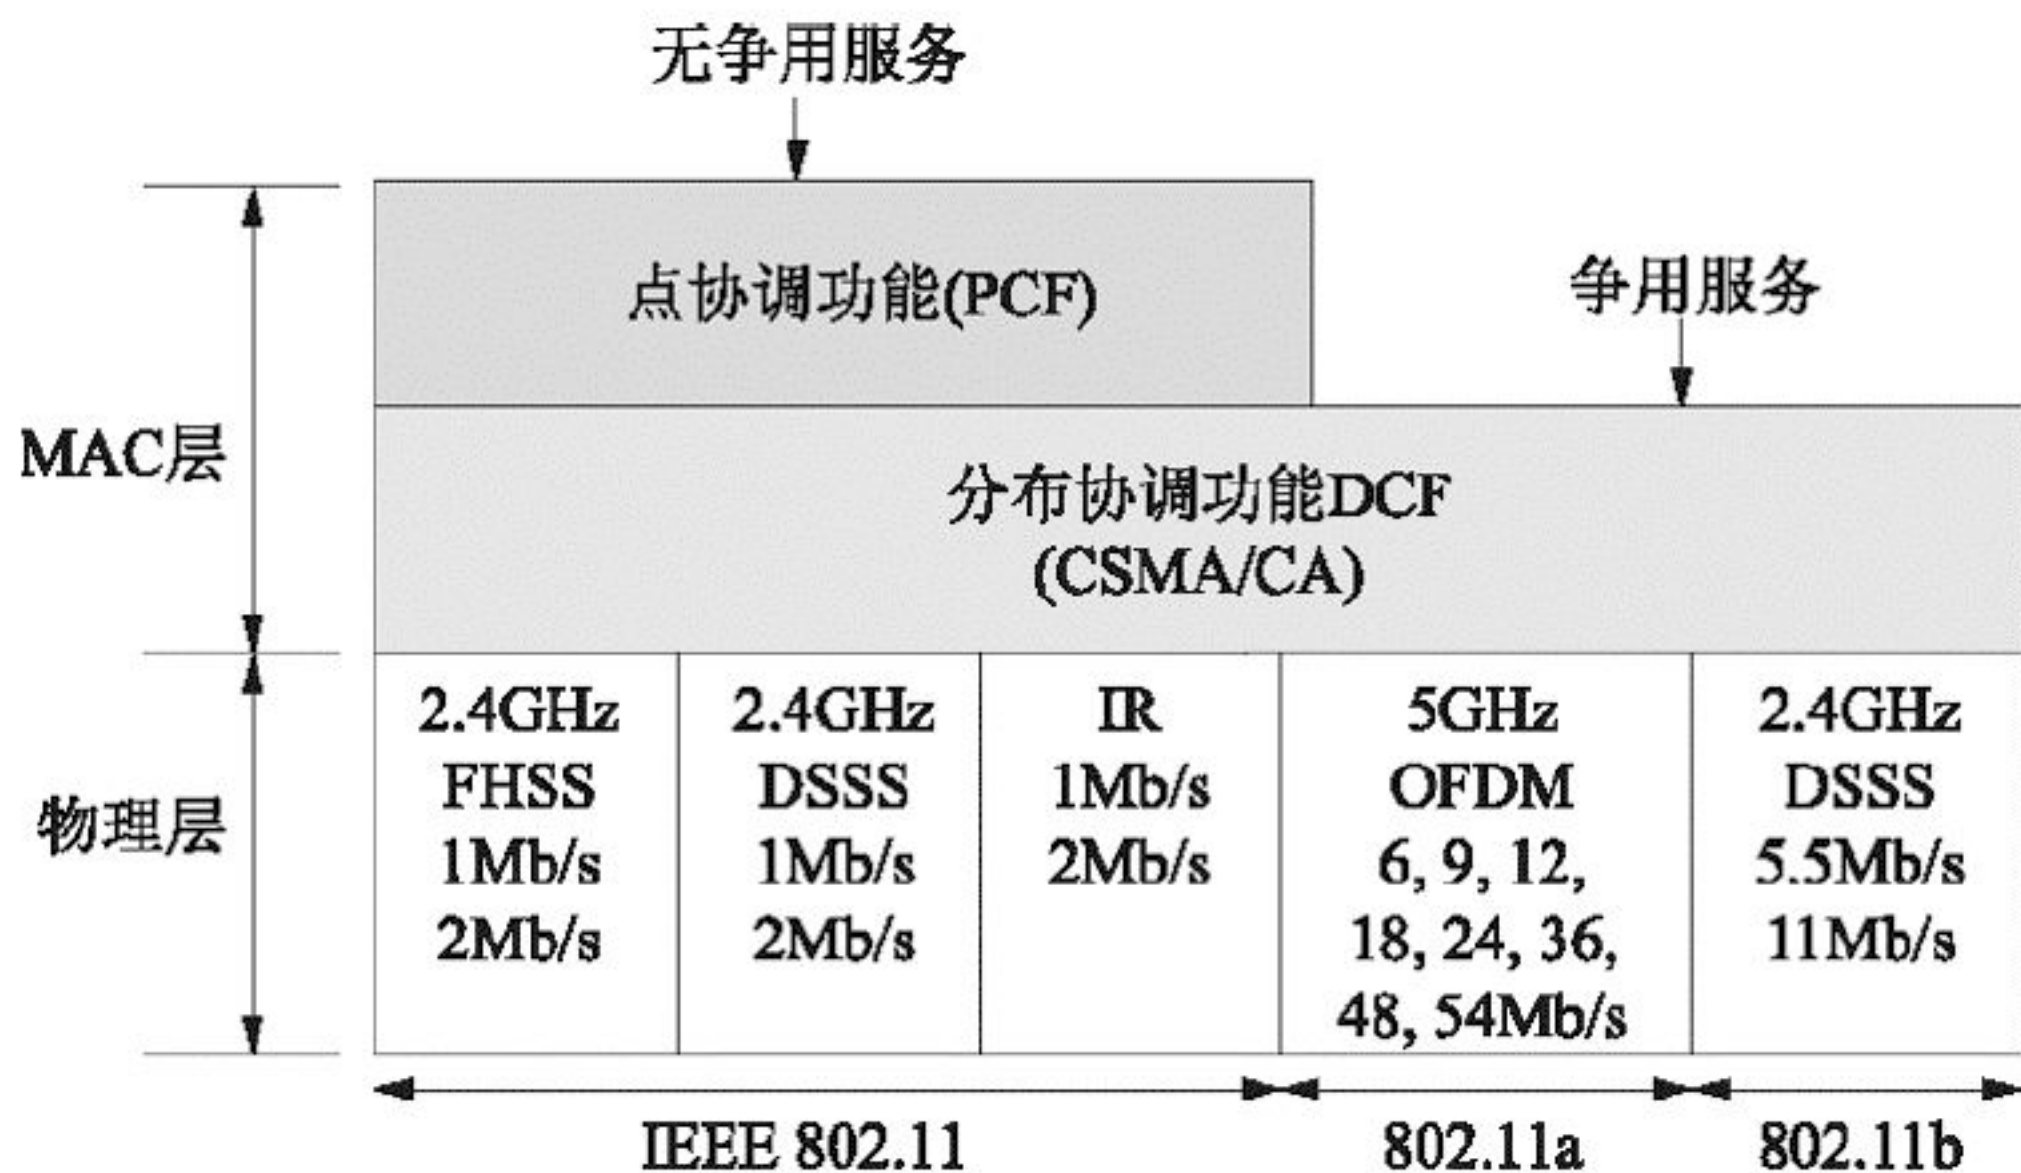 无争用服务
点协调功能(PCF)
争用服务
MAC层
分布协调功能DCF
(CSMA/CA)
物理层
2.4GHz
FHSS
1Mb/s
2Mb/s
2.4GHz
DSSS
1Mb/s
2Mb/s
IR
1Mb/s
2Mb/s
5GHz
OFDM
6, 9, 12,
18, 24, 36,
48, 54Mb/s
2.4GHz
DSSS
5.5Mb/s
11Mb/s
IEEE 802.11
802.11a
802.11b